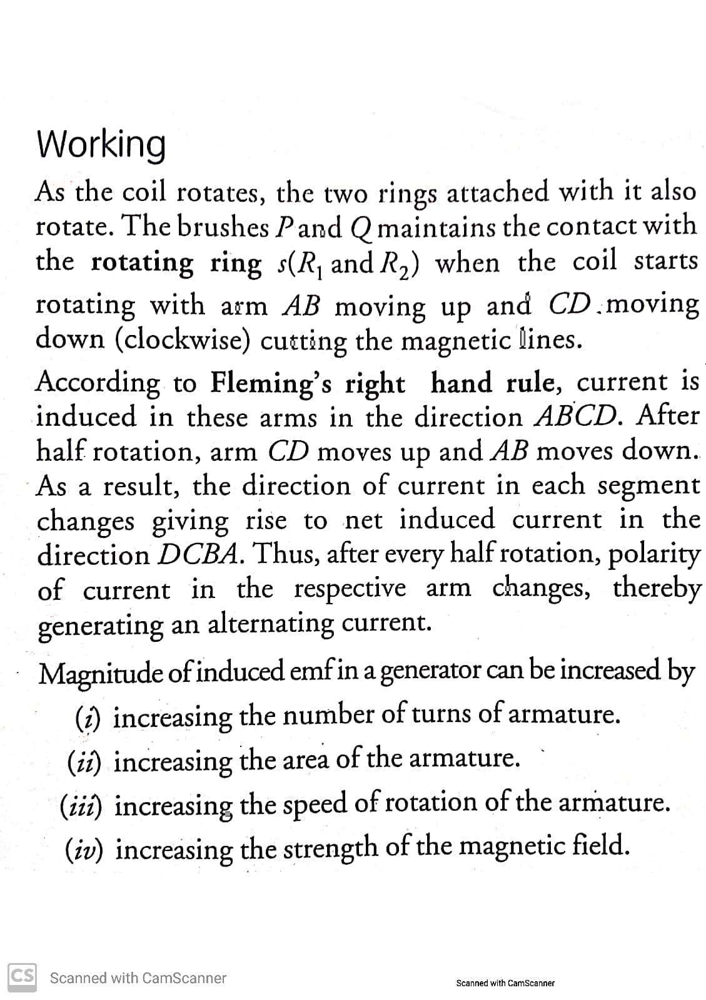 Working
As the coil rotates, the two rings attached with it also
rotate. The brushes P and Q maintains the contact with
the rotating ring s(R₁ and R₂) when the coil starts
rotating with arm AB moving up and CD moving
down (clockwise) cutting the magnetic lines.
According to Fleming's right hand rule, current is
induced in these arms in the direction ABCD. After
half rotation, arm CD moves up and AB moves down.
As a result, the direction of current in each segment
changes giving rise to net induced current in the
direction DCBA. Thus, after every half rotation, polarity
of current in the respective arm changes, thereby
generating an alternating current.
Magnitude of induced emf in a generator can be increased by
(i) increasing the number of turns of armature.
(ii) increasing the area of the armature.
(iii) increasing the speed of rotation of the armature.
(iv) increasing the strength of the magnetic field.
CS Scanned with CamScanner
Scanned with CamScanner